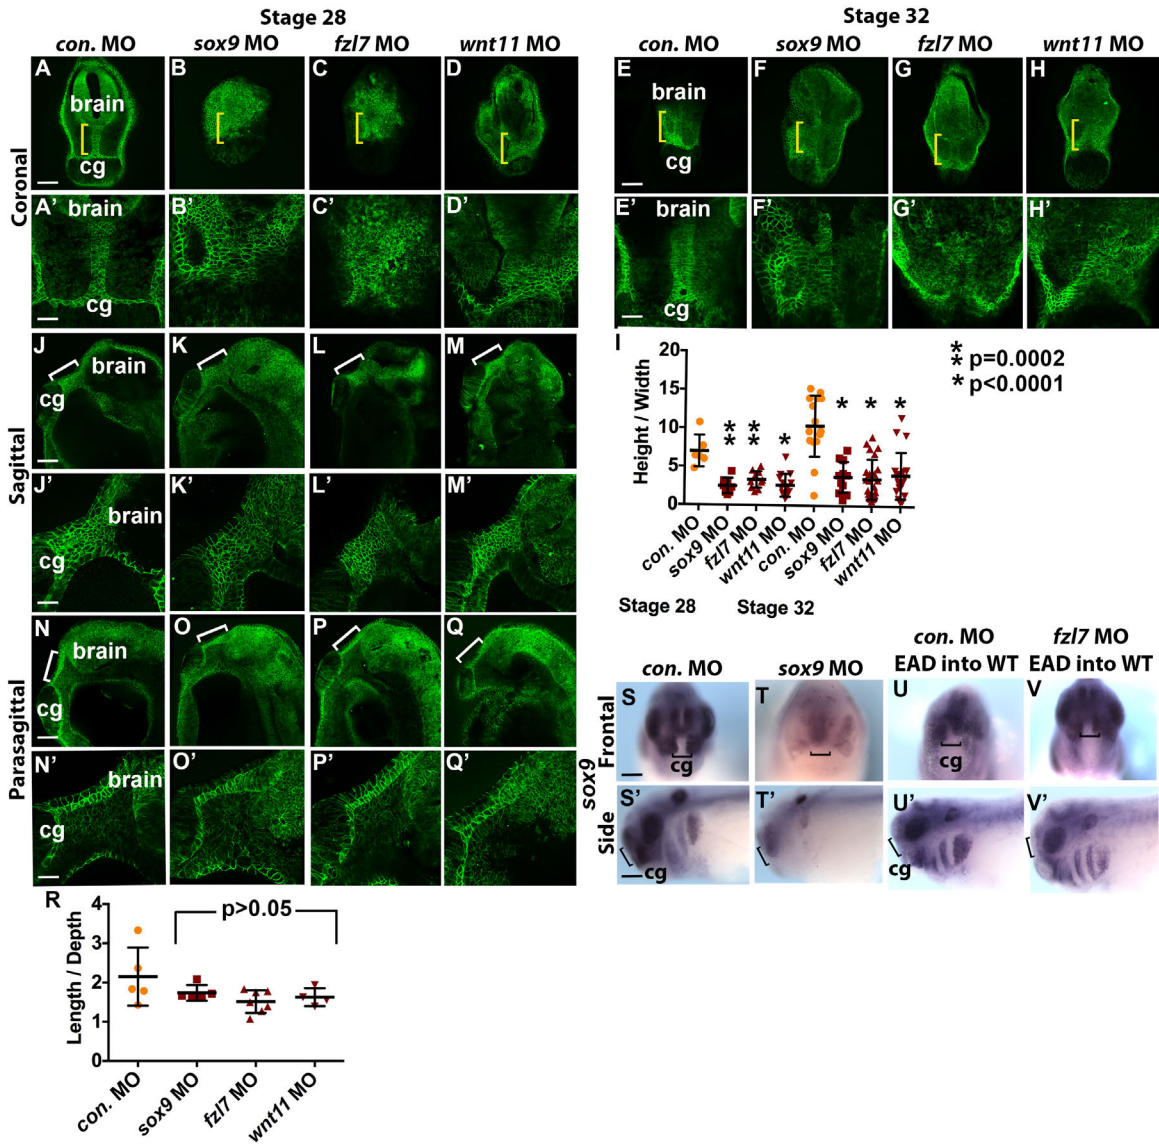 Stage 28
Stage 32
con. MO sox9 MO fzl7 MO wnt11 MO
con. MO sox9 MO fzl7 MO wnt11 MO
Coronal
A B C D
brain
cg
E F G H
brain
cg
A' B' C' D'
brain
cg
E' F' G' H'
brain
cg
Sagittal
J K L M
brain
cg
J' K' L' M'
brain
cg
Parasagittal
N O P Q
brain
cg
N' O' P' Q'
brain
cg
I
Height / Width
20
15
10
5
0
* * p=0.0002
* p<0.0001
* *
* *
*
*
*
*
con. MO
sox9 MO
fzl7 MO
wnt11 MO
con. MO
sox9 MO
fzl7 MO
wnt11 MO
Stage 28 Stage 32
con. MO sox9 MO
con. MO
EAD into WT
fzl7 MO
EAD into WT
sox9
Frontal
Side
S T U V
cg
cg
S' T' U' V'
cg
cg
R
Length / Depth
4
3
2
1
0
p>0.05
con. MO
sox9 MO
fzl7 MO
wnt11 MO